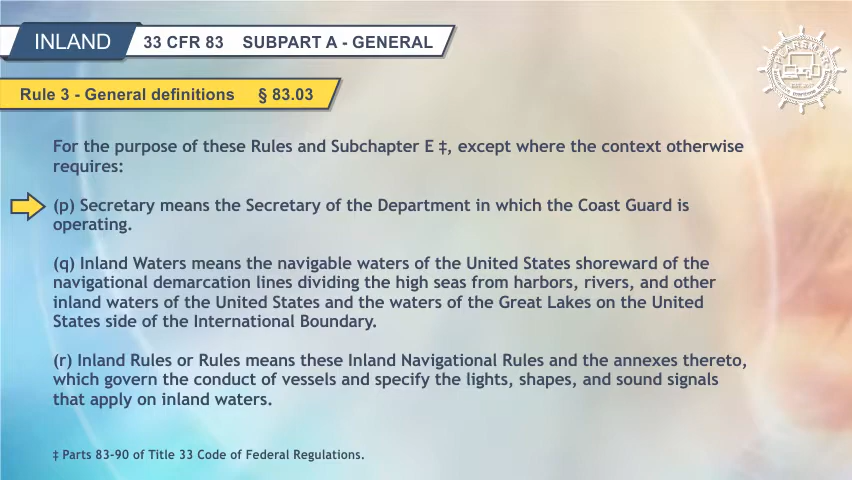 INLAND
33 CFR 83 SUBPART A - GENERAL
Rule 3 - General definitions § 83.03
For the purpose of these Rules and Subchapter E ‡, except where the context otherwise
requires:
(p) Secretary means the Secretary of the Department in which the Coast Guard is
operating.
(q) Inland Waters means the navigable waters of the United States shoreward of the
navigational demarcation lines dividing the high seas from harbors, rivers, and other
inland waters of the United States and the waters of the Great Lakes on the United
States side of the International Boundary.
(r) Inland Rules or Rules means these Inland Navigational Rules and the annexes thereto,
which govern the conduct of vessels and specify the lights, shapes, and sound signals
that apply on inland waters.
‡ Parts 83-90 of Title 33 Code of Federal Regulations.